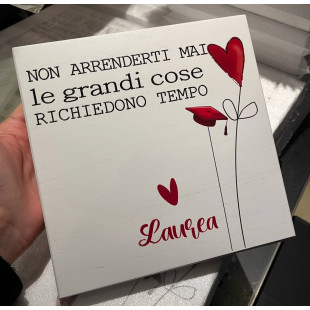 NON ARRENDERTI MAI
le grandi cose
RICHIEDONO TEMPO
Laurea